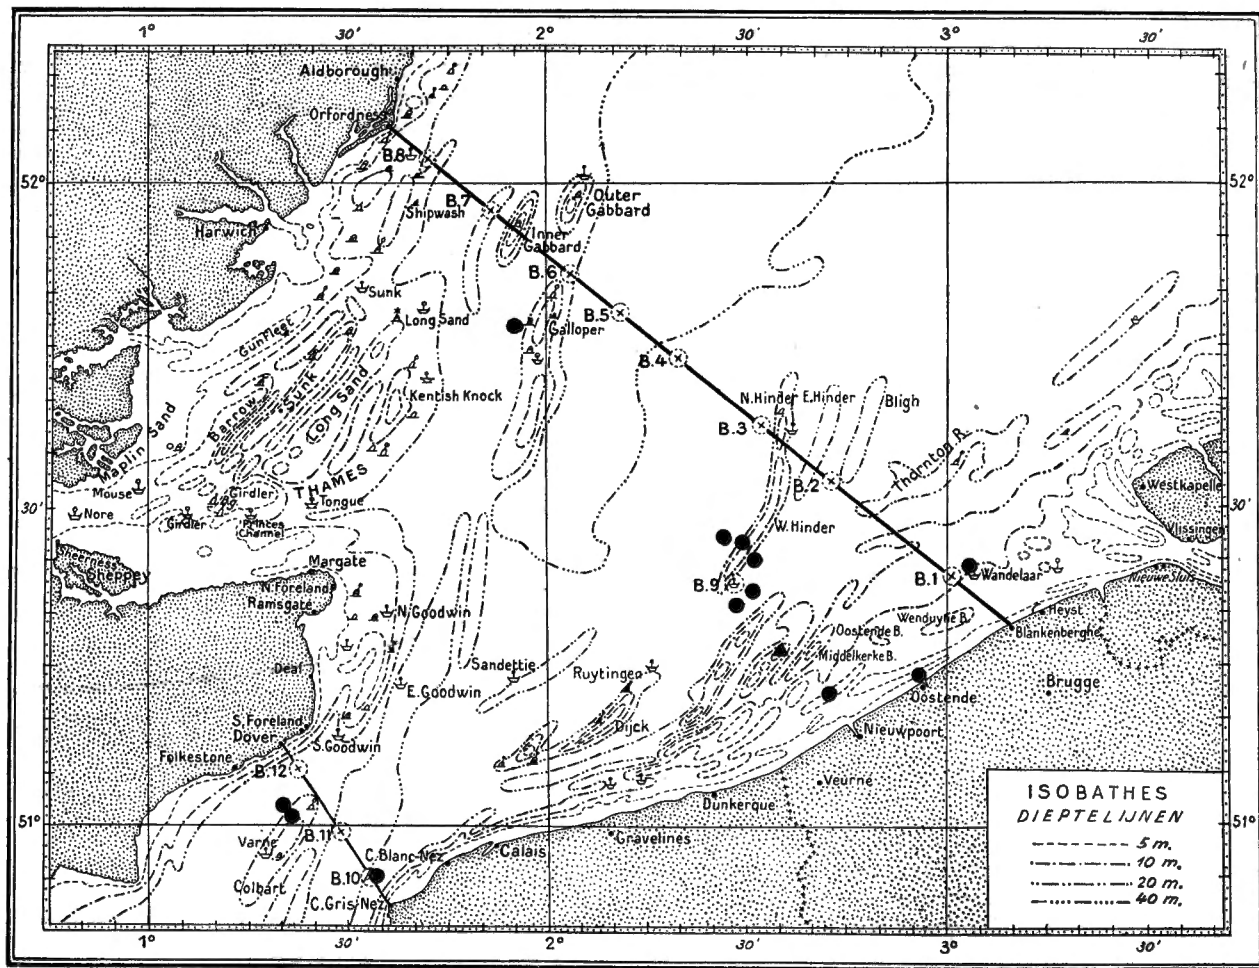 1° 30' 2° 30' 3° 30'
Aldborough
Orfordness
B.8
52° 52°
B.7
Shipwash
Outer
Gabbard
Harwich
Inner
Gabbard
B.6
Sunk
B.5
Long Sand
Galloper
Gunfleet
B.4
Sunk
Long Sand
Kentish Knock
Barrow
N.Hinder E.Hinder
Bligh
B.3
Maplin Sand
Thornton R.
THAMES
B.2
Mouse
Girdler
Tongue
Westkapelle
30' 30'
Nore
Girdler
Princes
Channel
W.Hinder
Vlissingen
Sheerness
Sheppey
Margate
N.Foreland
B.9
B.1
Wandelaar
Nieuwe Sluis
Ramsgate
N.Goodwin
Wenduyne B.
Heyst
Oostende B.
Blankenberghe
Middelkerke B.
Deal
Sandettie
Ruytingen
E.Goodwin
Oostende
Brugge
S.Foreland
Dover
Dijck
S.Goodwin
Nieuwpoort
Folkestone
B.12
Veurne
Dunkerque
51° 51°
B.11
Gravelines
Varne
Calais
C.Blanc-Nez
Colbart
B.10
C.Gris-Nez
ISOBATHES
DIEPTELIJNEN
5 m.
10 m.
20 m.
40 m.
1° 30' 2° 30' 3° 30'